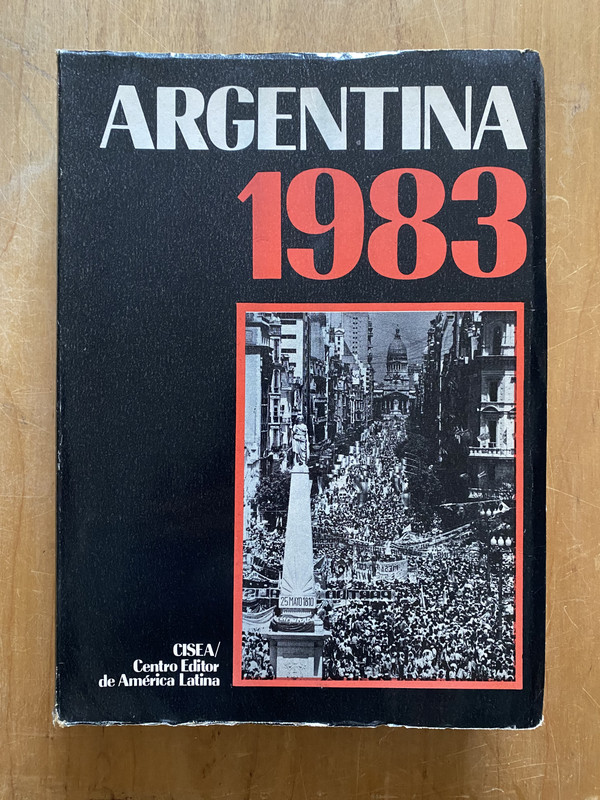 ARGENTINA
1983
25 MAYO 1810
CISEA/
Centro Editor
de América Latina